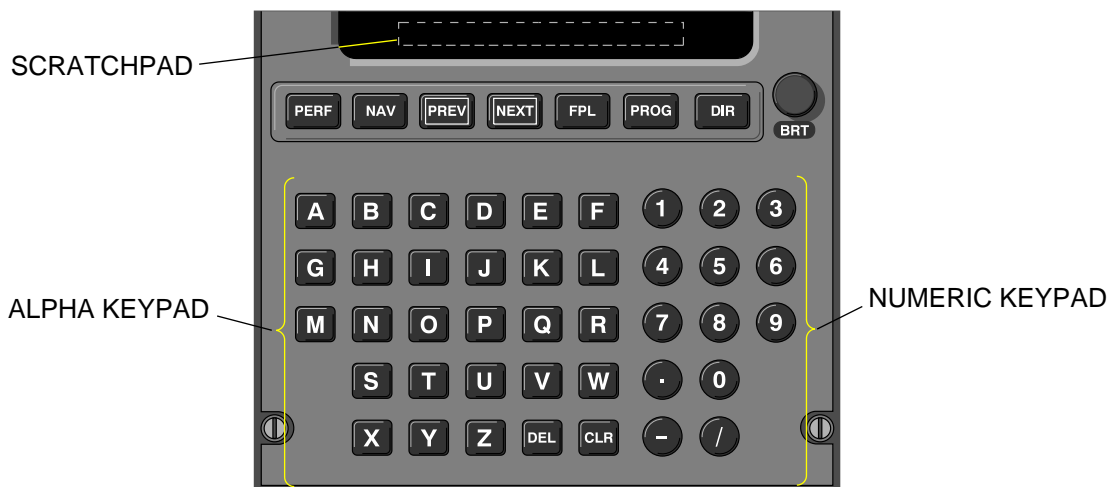 SCRATCHPAD
PERF NAV PREV NEXT FPL PROG DIR
BRT
A B C D E F 1 2 3
G H I J K L 4 5 6
ALPHA KEYPAD
NUMERIC KEYPAD
M N O P Q R 7 8 9
S T U V W . 0
X Y Z DEL CLR – /